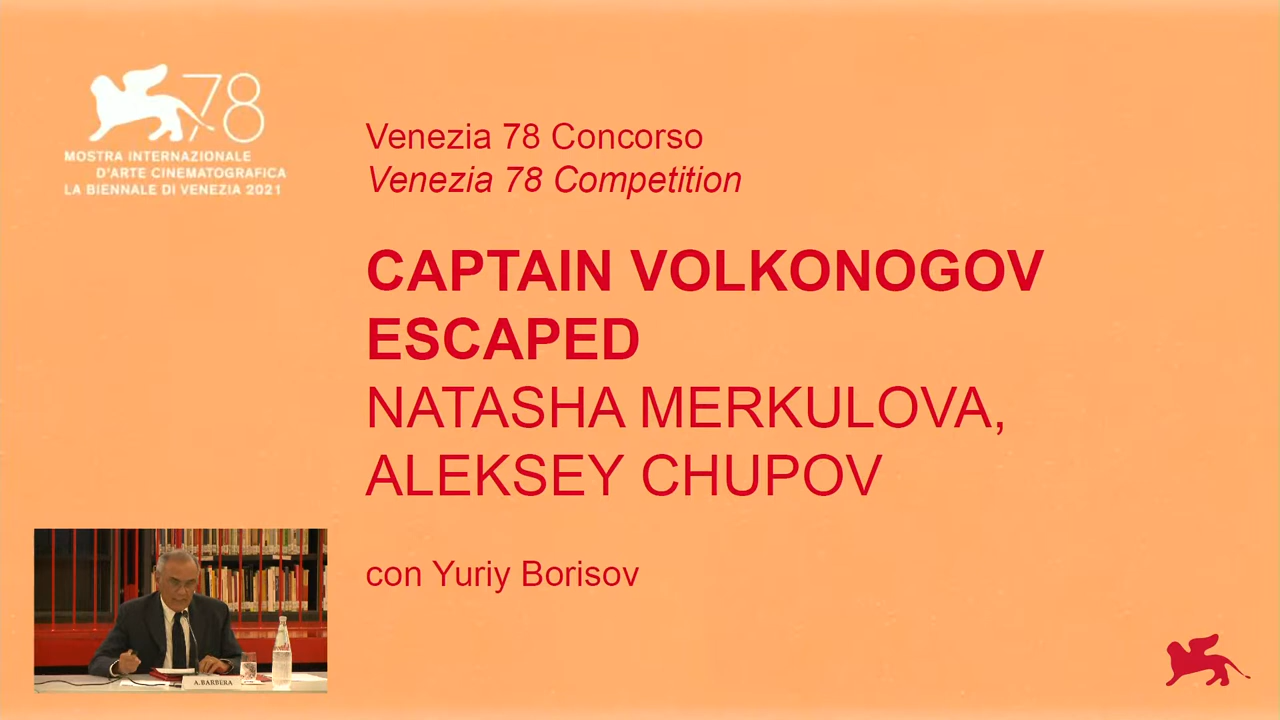 78
MOSTRA INTERNAZIONALE
D'ARTE CINEMATOGRAFICA
LA BIENNALE DI VENEZIA 2021
Venezia 78 Concorso
Venezia 78 Competition
CAPTAIN VOLKONOGOV
ESCAPED
NATASHA MERKULOVA,
ALEKSEY CHUPOV
con Yuriy Borisov
A.BARBERA